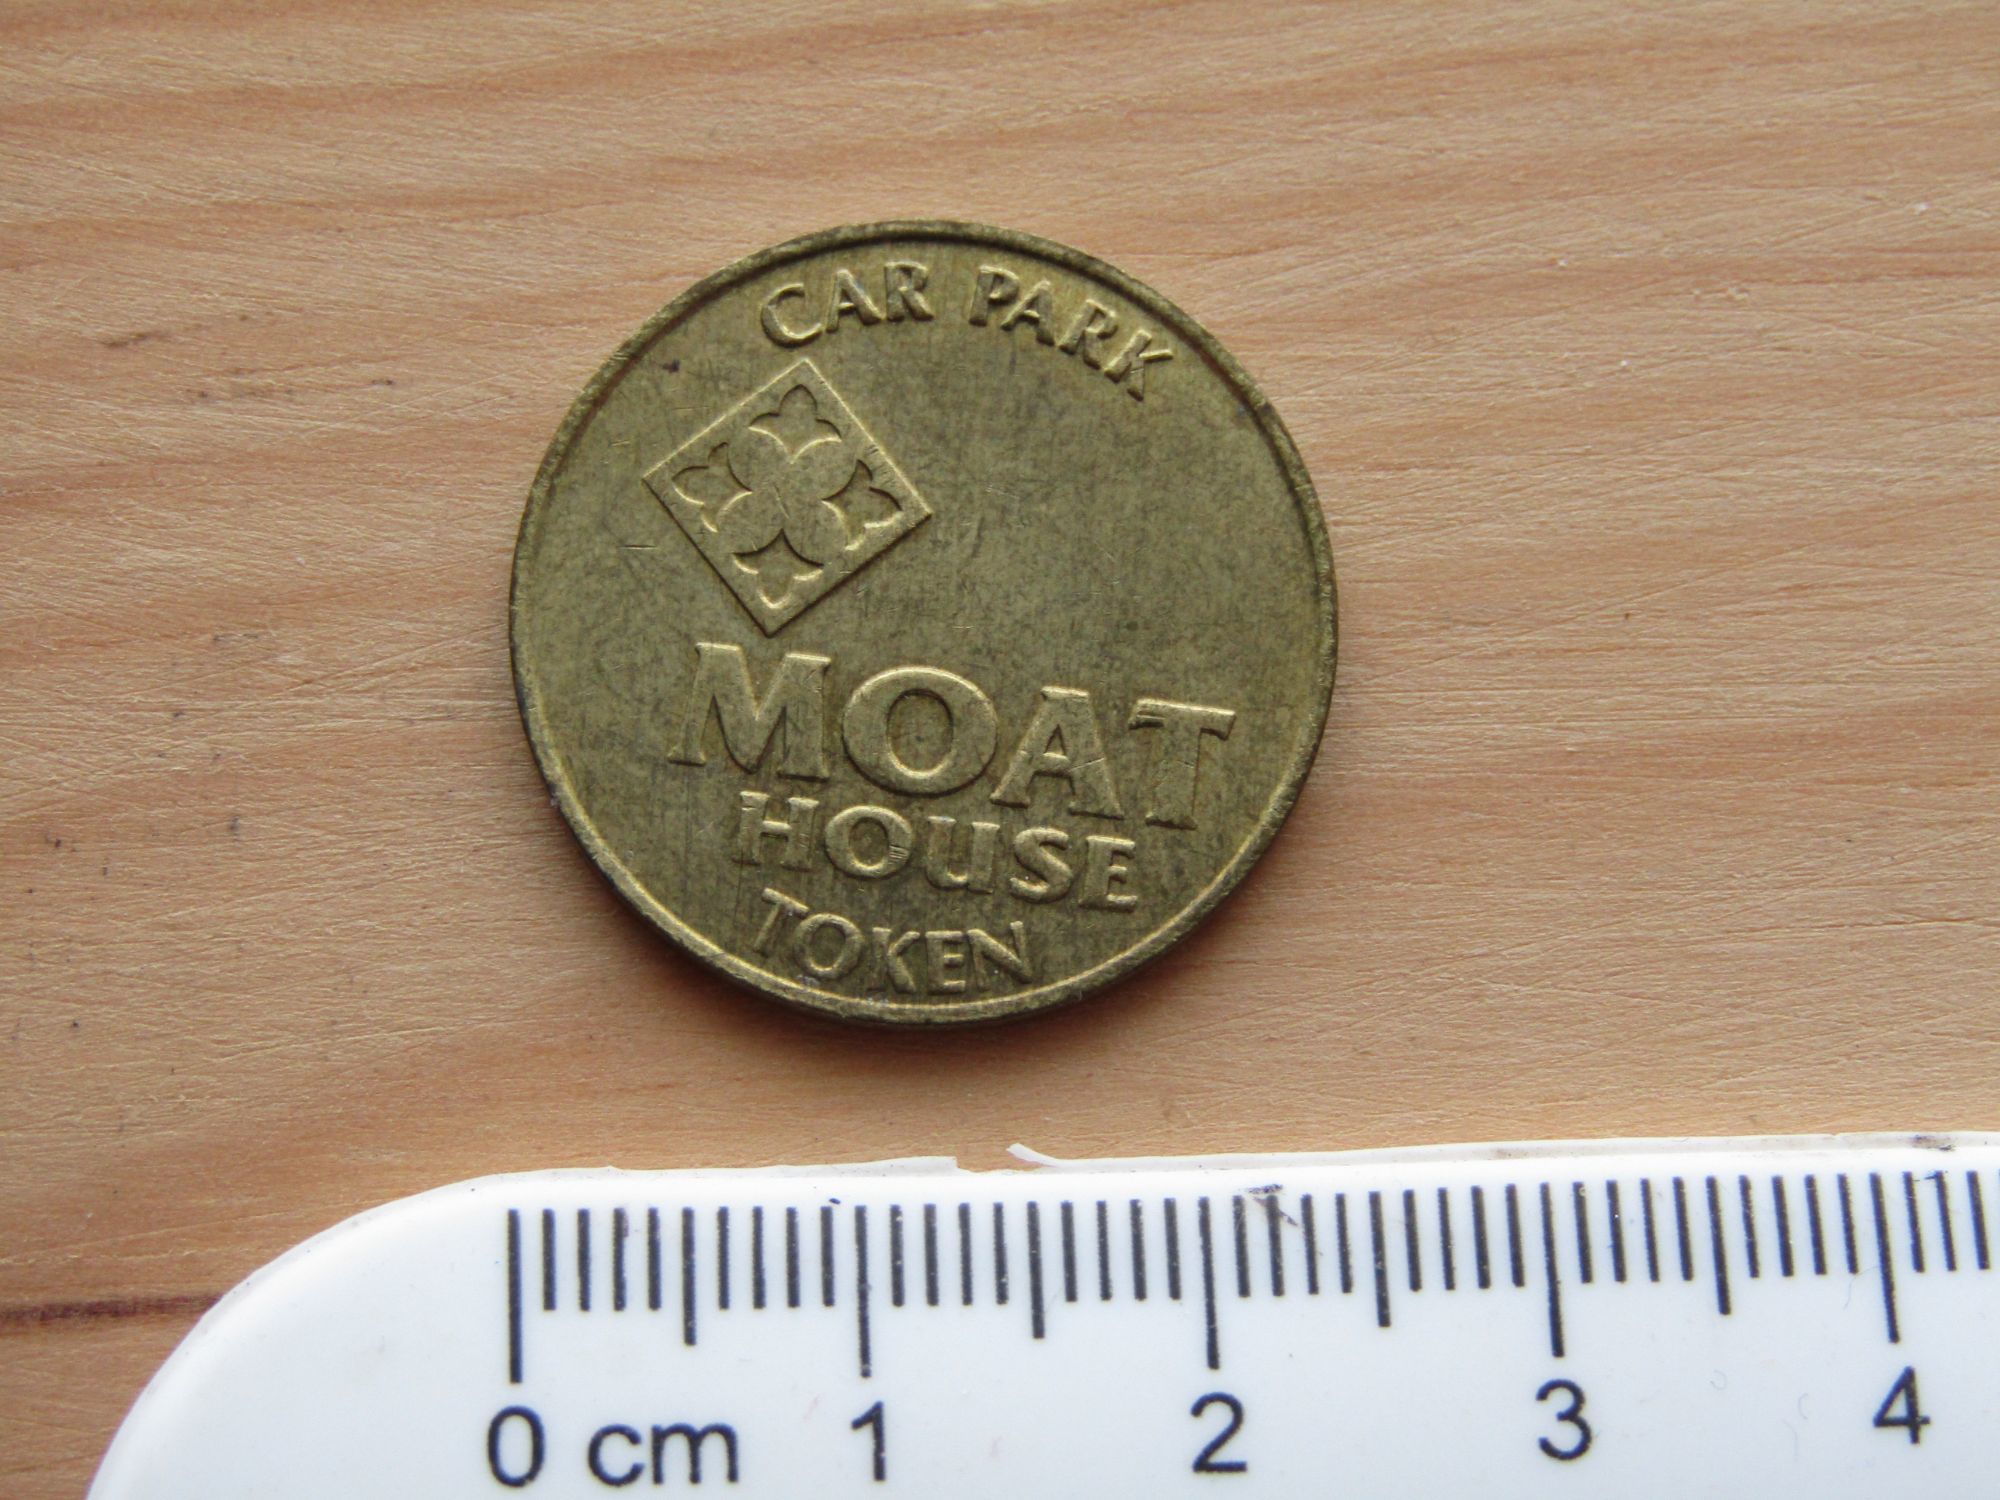 CAR PARK
MOAT
HOUSE
TOKEN
0 cm 1 2 3 4